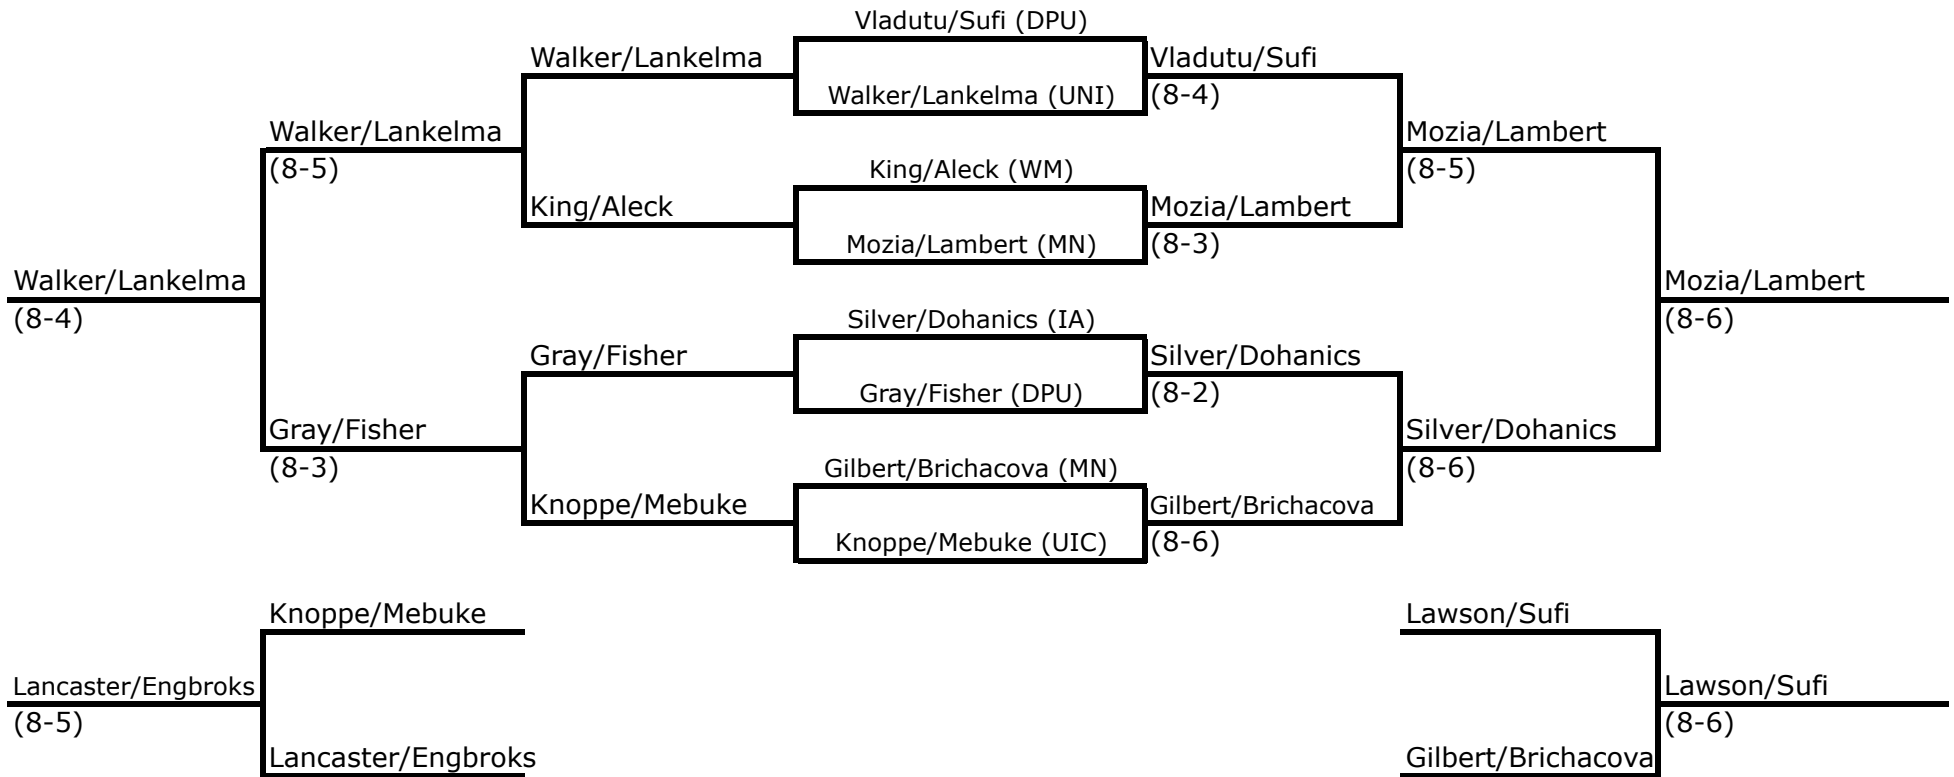 Vladutu/Sufi (DPU)
Walker/Lankelma Vladutu/Sufi
Walker/Lankelma (UNI) (8-4)
Walker/Lankelma Mozia/Lambert
(8-5) King/Aleck (WM) (8-5)
King/Aleck Mozia/Lambert
Mozia/Lambert (MN) (8-3)
Walker/Lankelma Mozia/Lambert
(8-4) Silver/Dohanics (IA) (8-6)
Gray/Fisher Silver/Dohanics
Gray/Fisher (DPU) (8-2)
Gray/Fisher Silver/Dohanics
(8-3) Gilbert/Brichacova (MN) (8-6)
Knoppe/Mebuke Gilbert/Brichacova
Knoppe/Mebuke (UIC) (8-6)
Knoppe/Mebuke Lawson/Sufi
Lancaster/Engbroks Lawson/Sufi
(8-5) (8-6)
Lancaster/Engbroks Gilbert/Brichacova